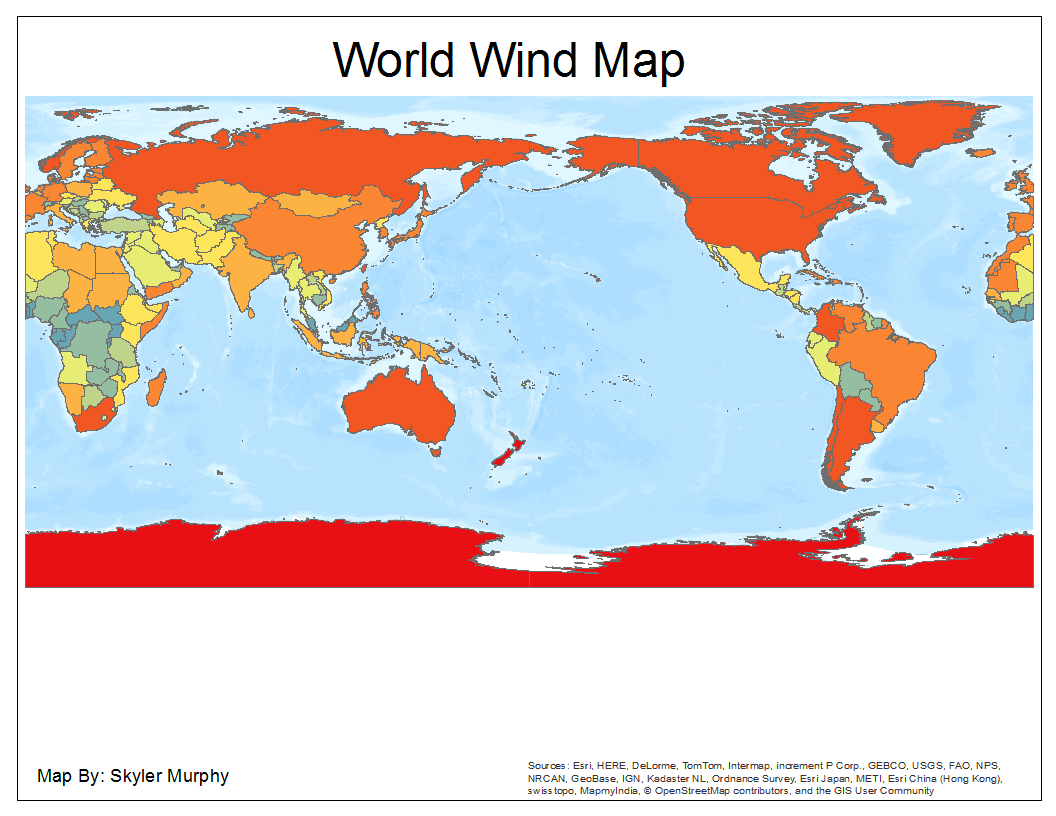 World Wind Map
Map By: Skyler Murphy
Sources: Esri, HERE, DeLorme, TomTom, Intermap, increment P Corp., GEBCO, USGS, FAO, NPS,
NRCAN, GeoBase, IGN, Kadaster NL, Ordnance Survey, Esri Japan, METI, Esri China (Hong Kong),
swisstopo, MapmyIndia, © OpenStreetMap contributors, and the GIS User Community